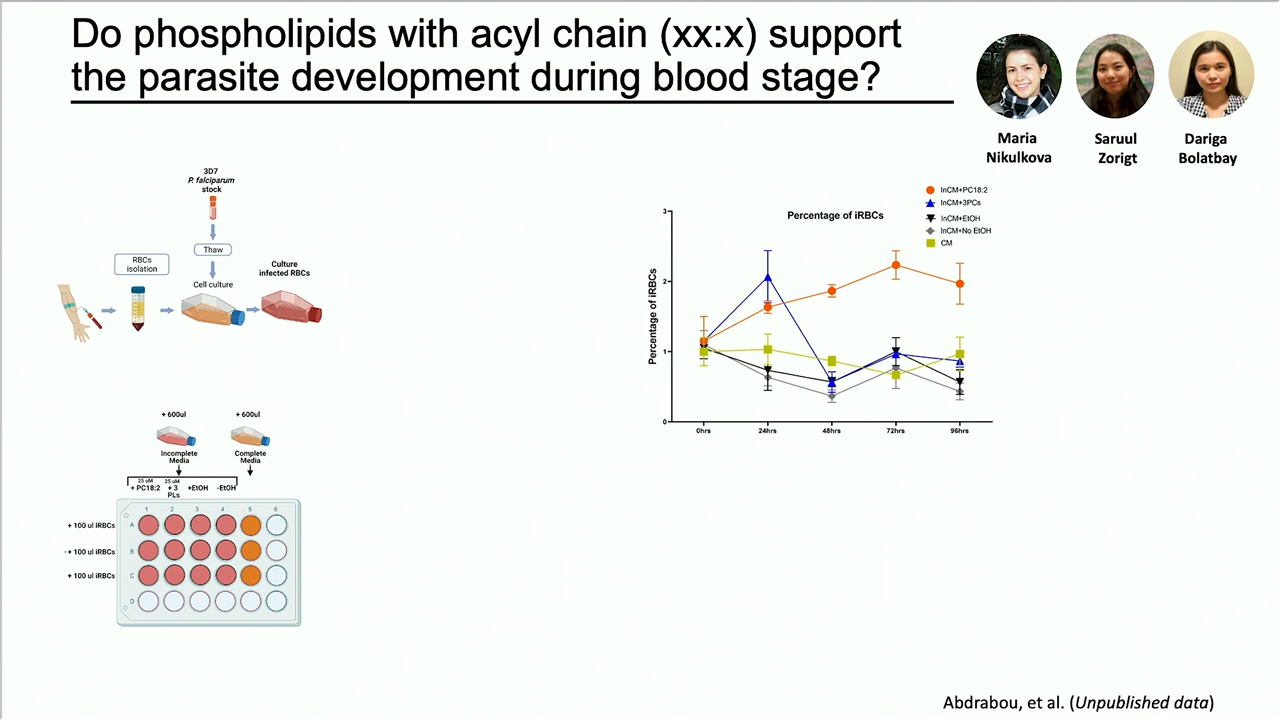 Do phospholipids with acyl chain (xx:x) support
the parasite development during blood stage?
Maria
Nikulkova
Saruul
Zorigt
Dariga
Bolatbay
3D7
P. falciparum
stock
Thaw
RBCs
isolation
Cell culture
Culture
infected RBCs
+ 600ul
+ 600ul
Incomplete
Media
Complete
Media
25 uM
+ PC18:2
25 uM
+ 3
PLs
+EtOH
-EtOH
1 2 3 4 5 6
+ 100 ul iRBCs
A
+ 100 ul iRBCs
B
+ 100 ul iRBCs
C
D
InCM+PC18:2
InCM+3PCs
InCM+EtOH
InCM+No EtOH
CM
Percentage of iRBCs
Percentage of iRBCs
3
2
1
0
0hrs 24hrs 48hrs 72hrs 96hrs
Abdrabou, et al. (Unpublished data)